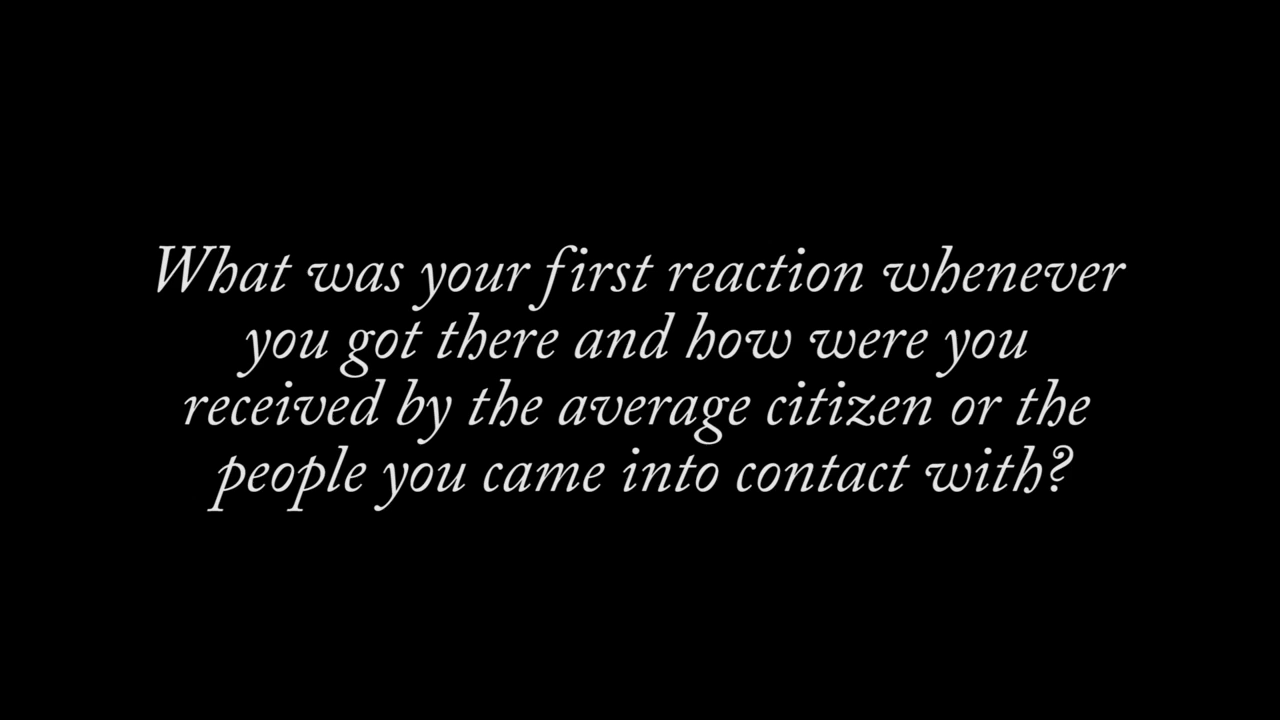 What was your first reaction whenever
you got there and how were you
received by the average citizen or the
people you came into contact with?